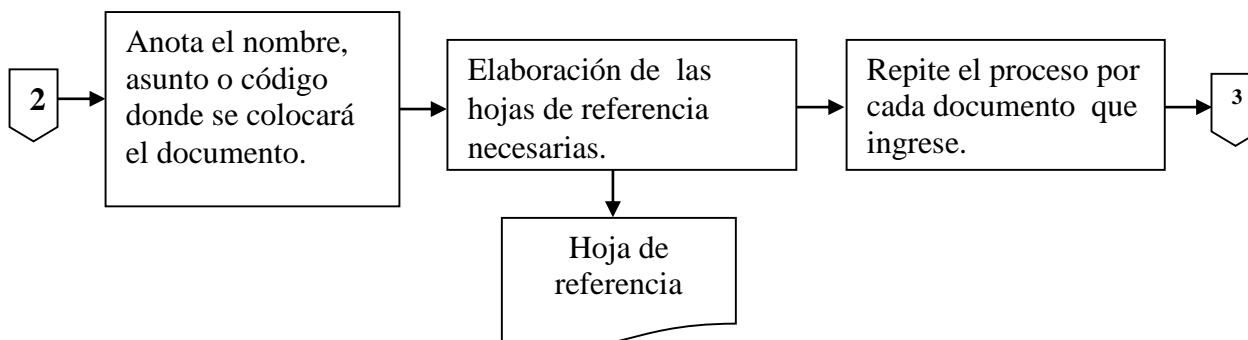 2
Anota el nombre,
asunto o código
donde se colocará
el documento.
Elaboración de las
hojas de referencia
necesarias.
Repite el proceso por
cada documento que
ingrese.
3
Hoja de
referencia